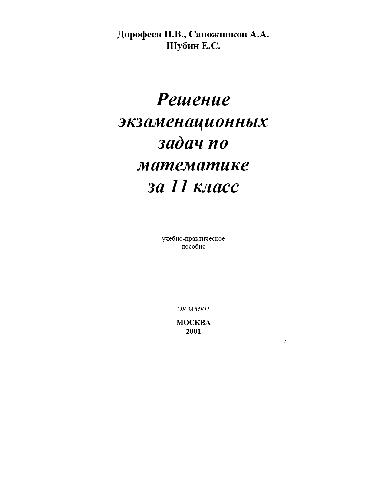 Дорофеев П.В., Сапожников А.А.
Шубин Е.С.
Решение
экзаменационных
задач по
математике
за 11 класс
учебно-практическое
пособие
МОСКВА
2001